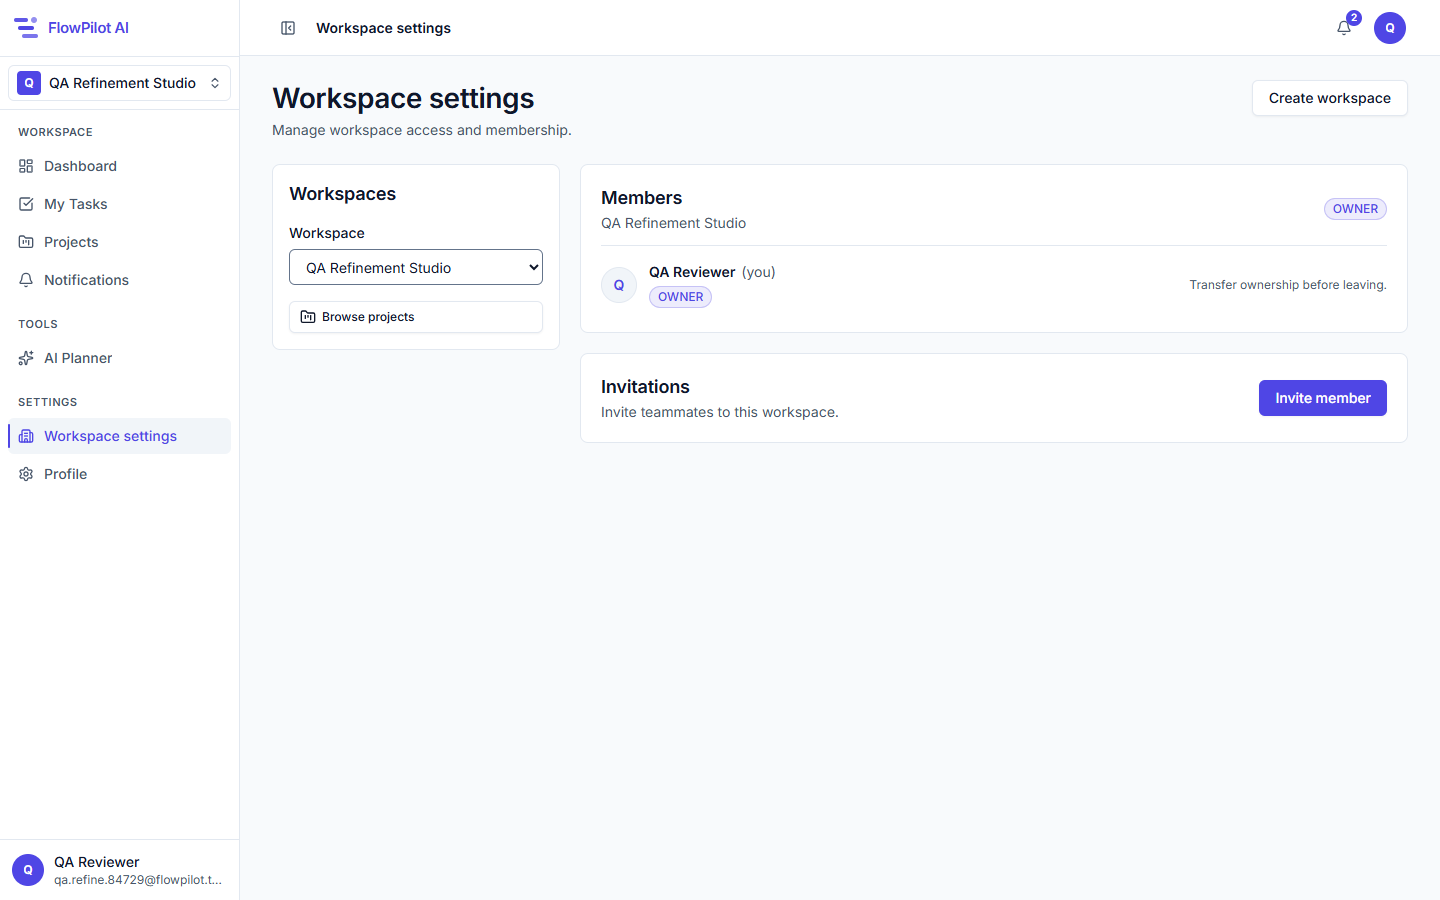 FlowPilot AI
Q QA Refinement Studio
WORKSPACE
Dashboard
My Tasks
Projects
Notifications
TOOLS
AI Planner
SETTINGS
Workspace settings
Profile
Q
QA Reviewer
qa.refine.84729@flowpilot.t...
Workspace settings
2
Q
Workspace settings
Manage workspace access and membership.
Create workspace
Workspaces
Workspace
QA Refinement Studio
Browse projects
Members
QA Refinement Studio
OWNER
Q
QA Reviewer (you)
OWNER
Transfer ownership before leaving.
Invitations
Invite teammates to this workspace.
Invite member